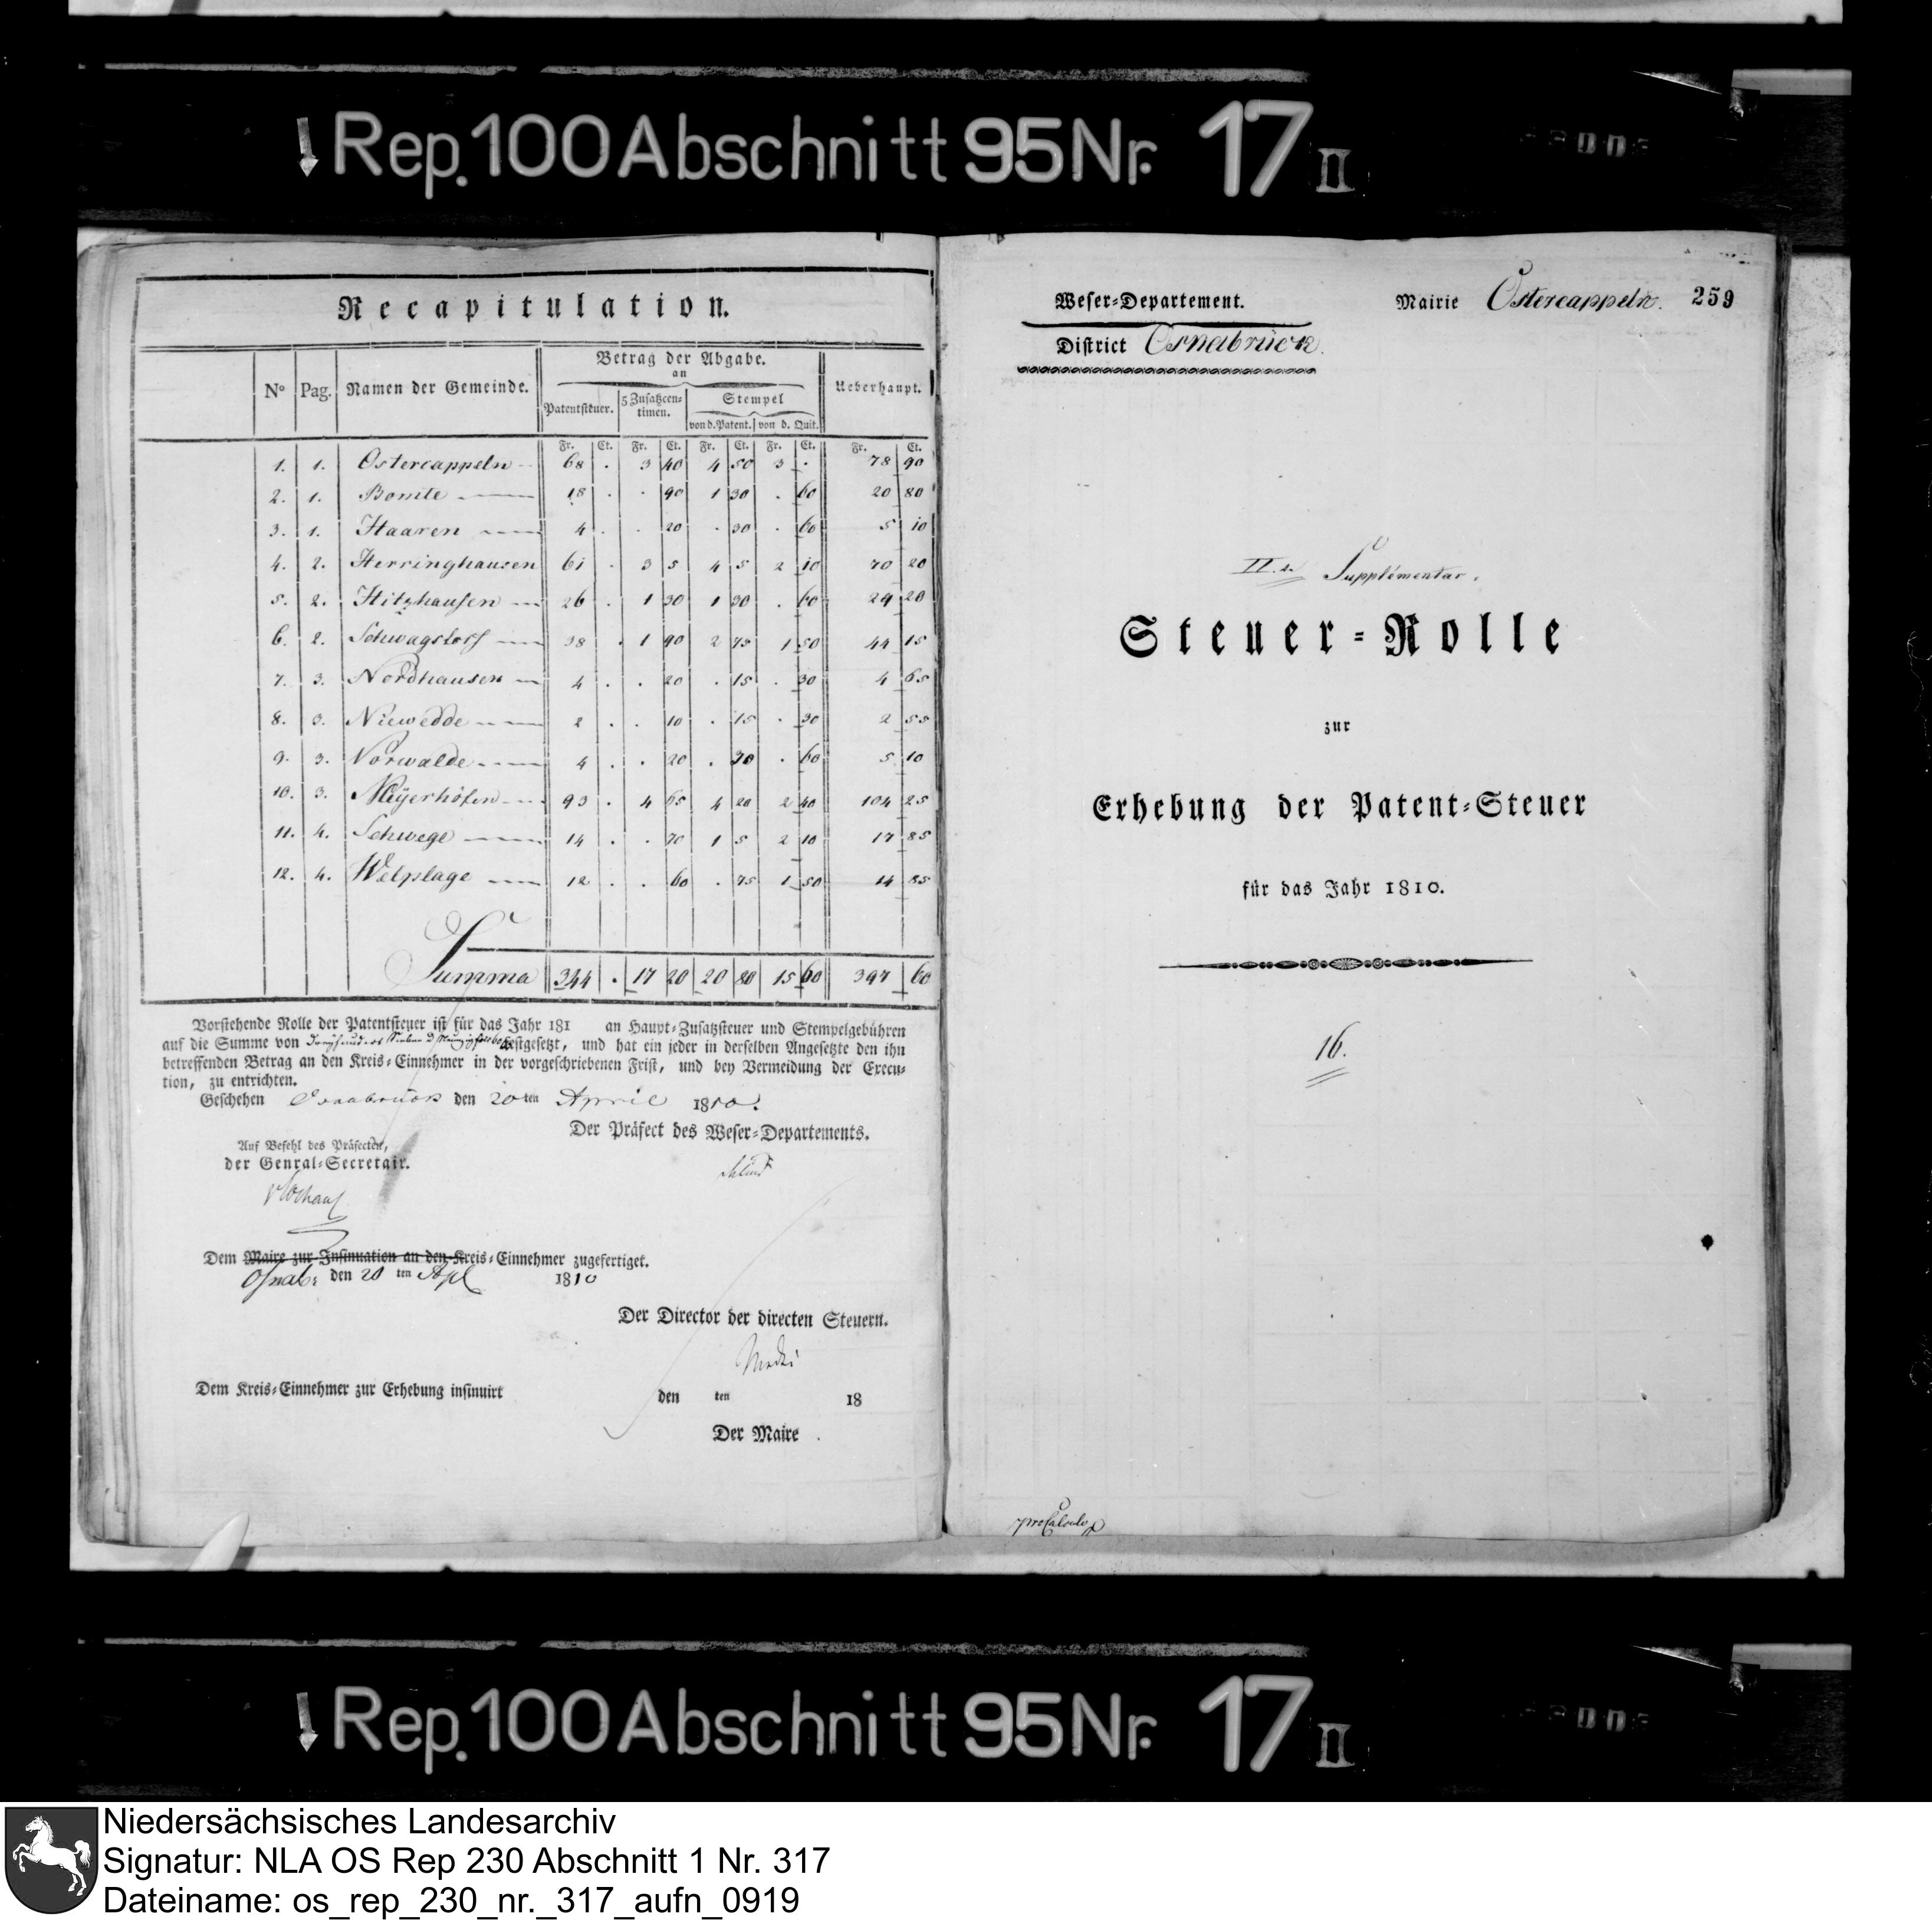 Rep. 100 Abschnitt 95 Nr. 17 II
Recapitulation.
Nº Pag. Namen der Gemeinde. Betrag der Abgabe. an Ueberhaupt.
Patentsteuer. 5 Zusatzcen= timen. Stempel
von d. Patent. von d. Quit.
Fr. Ct. Fr. Ct. Fr. Ct. Fr. Ct. Fr. Ct.
1. 1. Ostercappeln 68 . 3 40 4 50 3 . 78 90
2. 1. Bomte 18 . . 90 1 30 . 60 20 80
3. 1. Haaren 4 . . 20 . 30 . 60 5 10
4. 2. Herringhausen 61 . 3 5 4 5 2 10 70 20
5. 2. Hitzhausen 26 . 1 30 1 30 . 60 29 20
6. 2. Schwagstorf 38 . 1 90 2 75 1 50 44 15
7. 3. Nordhausen 4 . . 20 . 15 . 30 4 65
8. 3. Niewedde 2 . . 10 . 15 . 30 2 55
9. 3. Vorwalde 4 . . 20 . 30 . 60 5 10
10. 3. Meÿerhöfen 93 . 4 65 4 20 2 40 104 25
11. 4. Schwege 14 . . 70 1 5 2 10 17 85
12. 4. Welplage 12 . . 60 . 75 1 50 14 85
Summa 344 . 17 20 20 80 15 60 397 60
Vorstehende Rolle der Patentsteuer ist für das Jahr 181 an Haupt=Zusatzsteuer und Stempelgebühren
auf die Summe von festgesetzt, und hat ein jeder in derselben Angesetzte den ihn
betreffenden Betrag an den Kreis=Einnehmer in der vorgeschriebenen Frist, und bey Vermeidung der Execu=
tion, zu entrichten.
Geschehen Osnabrück den 20ten April 1810.
Der Präfect des Weser=Departements.
Auf Befehl des Präfecten,
der Genral=Secretair.
Dem Maire zur Insinuation an den Kreis=Einnehmer zugefertiget.
Osnabr. den 20 ten Apl 1810
Der Director der directen Steuern.
Dem Kreis=Einnehmer zur Erhebung insinuirt den ten 18
Der Maire
Weser=Departement. Mairie Ostercappeln. 259
District Osnabrück.
II.te Supplementar.
Steuer=Rolle
zur
Erhebung der Patent=Steuer
für das Jahr 1810.
16.
pro Calculo
Rep. 100 Abschnitt 95 Nr. 17 II
Niedersächsisches Landesarchiv
Signatur: NLA OS Rep 230 Abschnitt 1 Nr. 317
Dateiname: os_rep_230_nr._317_aufn_0919